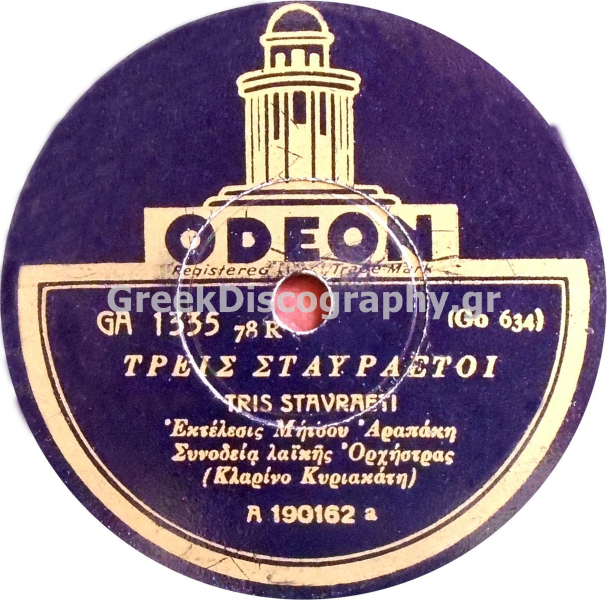 ODEON
Registered Trade Mark
GreekDiscography.gr
GA 1335 78 R (Go 634)
ΤΡΕΙΣ ΣΤΑΥΡΑΕΤΟΙ
TRIS STAVRAETI
Ἐκτέλεσις Μήτσου Ἀραπάκη
Συνοδείᾳ λαϊκῆς Ὀρχήστρας
(Κλαρίνο Κυριακάτη)
A 190162 a